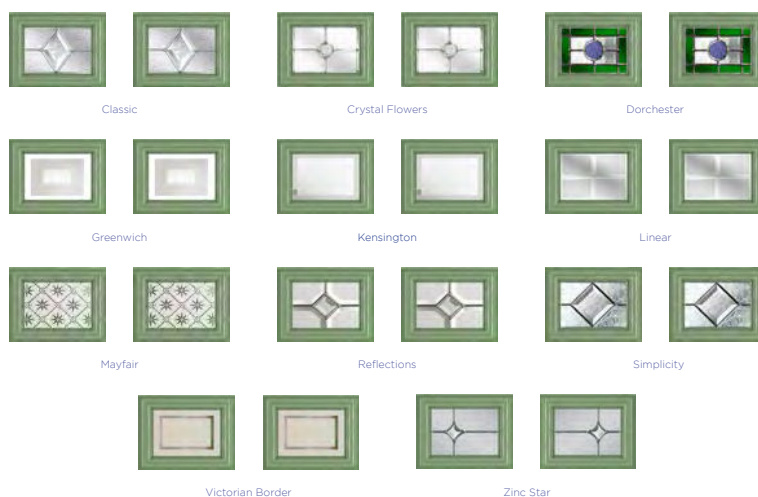 Classic
Crystal Flowers
Dorchester
Greenwich
Kensington
Linear
Mayfair
Reflections
Simplicity
Victorian Border
Zinc Star